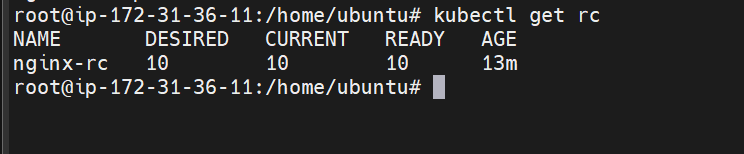 root@ip-172-31-36-11:/home/ubuntu# kubectl get rc
NAME       DESIRED   CURRENT   READY   AGE
nginx-rc   10        10        10      13m
root@ip-172-31-36-11:/home/ubuntu#